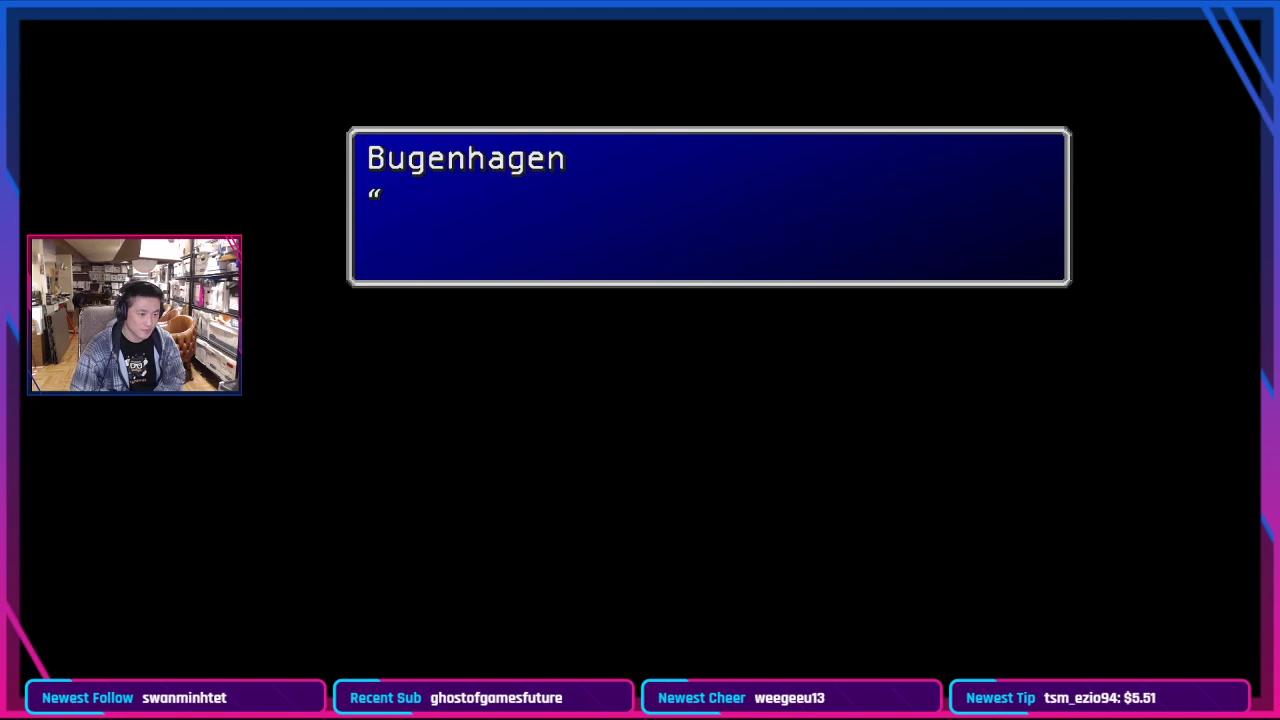 Bugenhagen
“
Newest Follow swanminhtet
Recent Sub ghostofgamesfuture
Newest Cheer weegeeu13
Newest Tip tsm_ezio94: $5.51